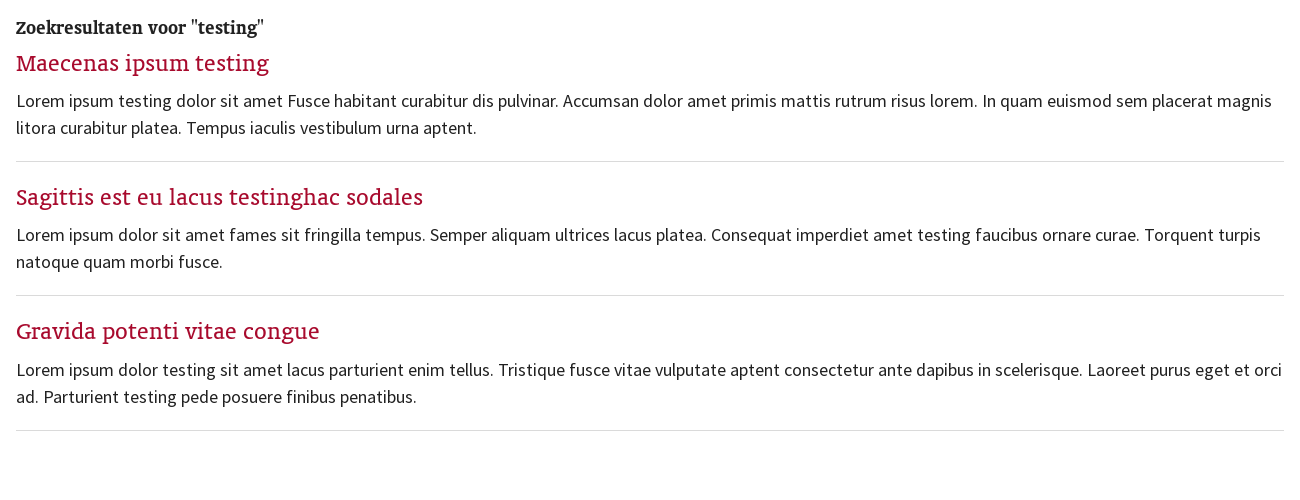 Zoekresultaten voor "testing"
Maecenas ipsum testing
Lorem ipsum testing dolor sit amet Fusce habitant curabitur dis pulvinar. Accumsan dolor amet primis mattis rutrum risus lorem. In quam euismod sem placerat magnis
litora curabitur platea. Tempus iaculis vestibulum urna aptent.
Sagittis est eu lacus testinghac sodales
Lorem ipsum dolor sit amet fames sit fringilla tempus. Semper aliquam ultrices lacus platea. Consequat imperdiet amet testing faucibus ornare curae. Torquent turpis
natoque quam morbi fusce.
Gravida potenti vitae congue
Lorem ipsum dolor testing sit amet lacus parturient enim tellus. Tristique fusce vitae vulputate aptent consectetur ante dapibus in scelerisque. Laoreet purus eget et orci
ad. Parturient testing pede posuere finibus penatibus.